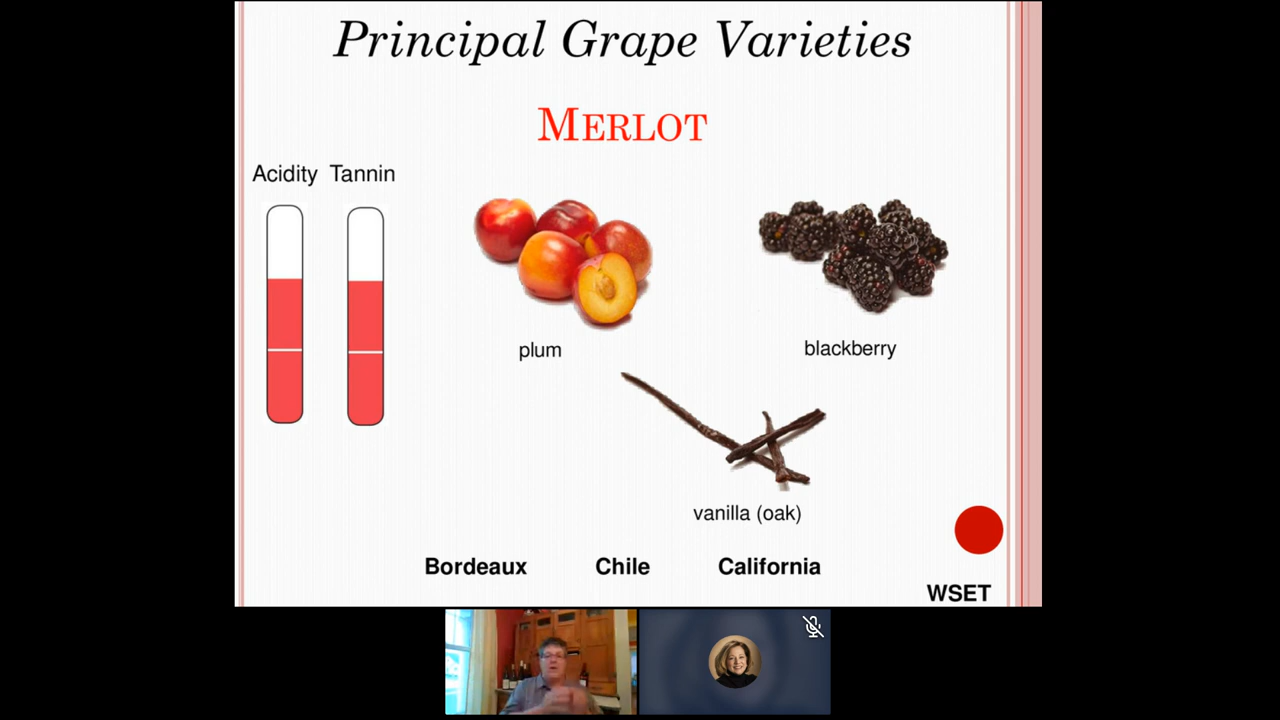 Principal Grape Varieties
MERLOT
Acidity Tannin
plum
blackberry
vanilla (oak)
Bordeaux Chile California
WSET